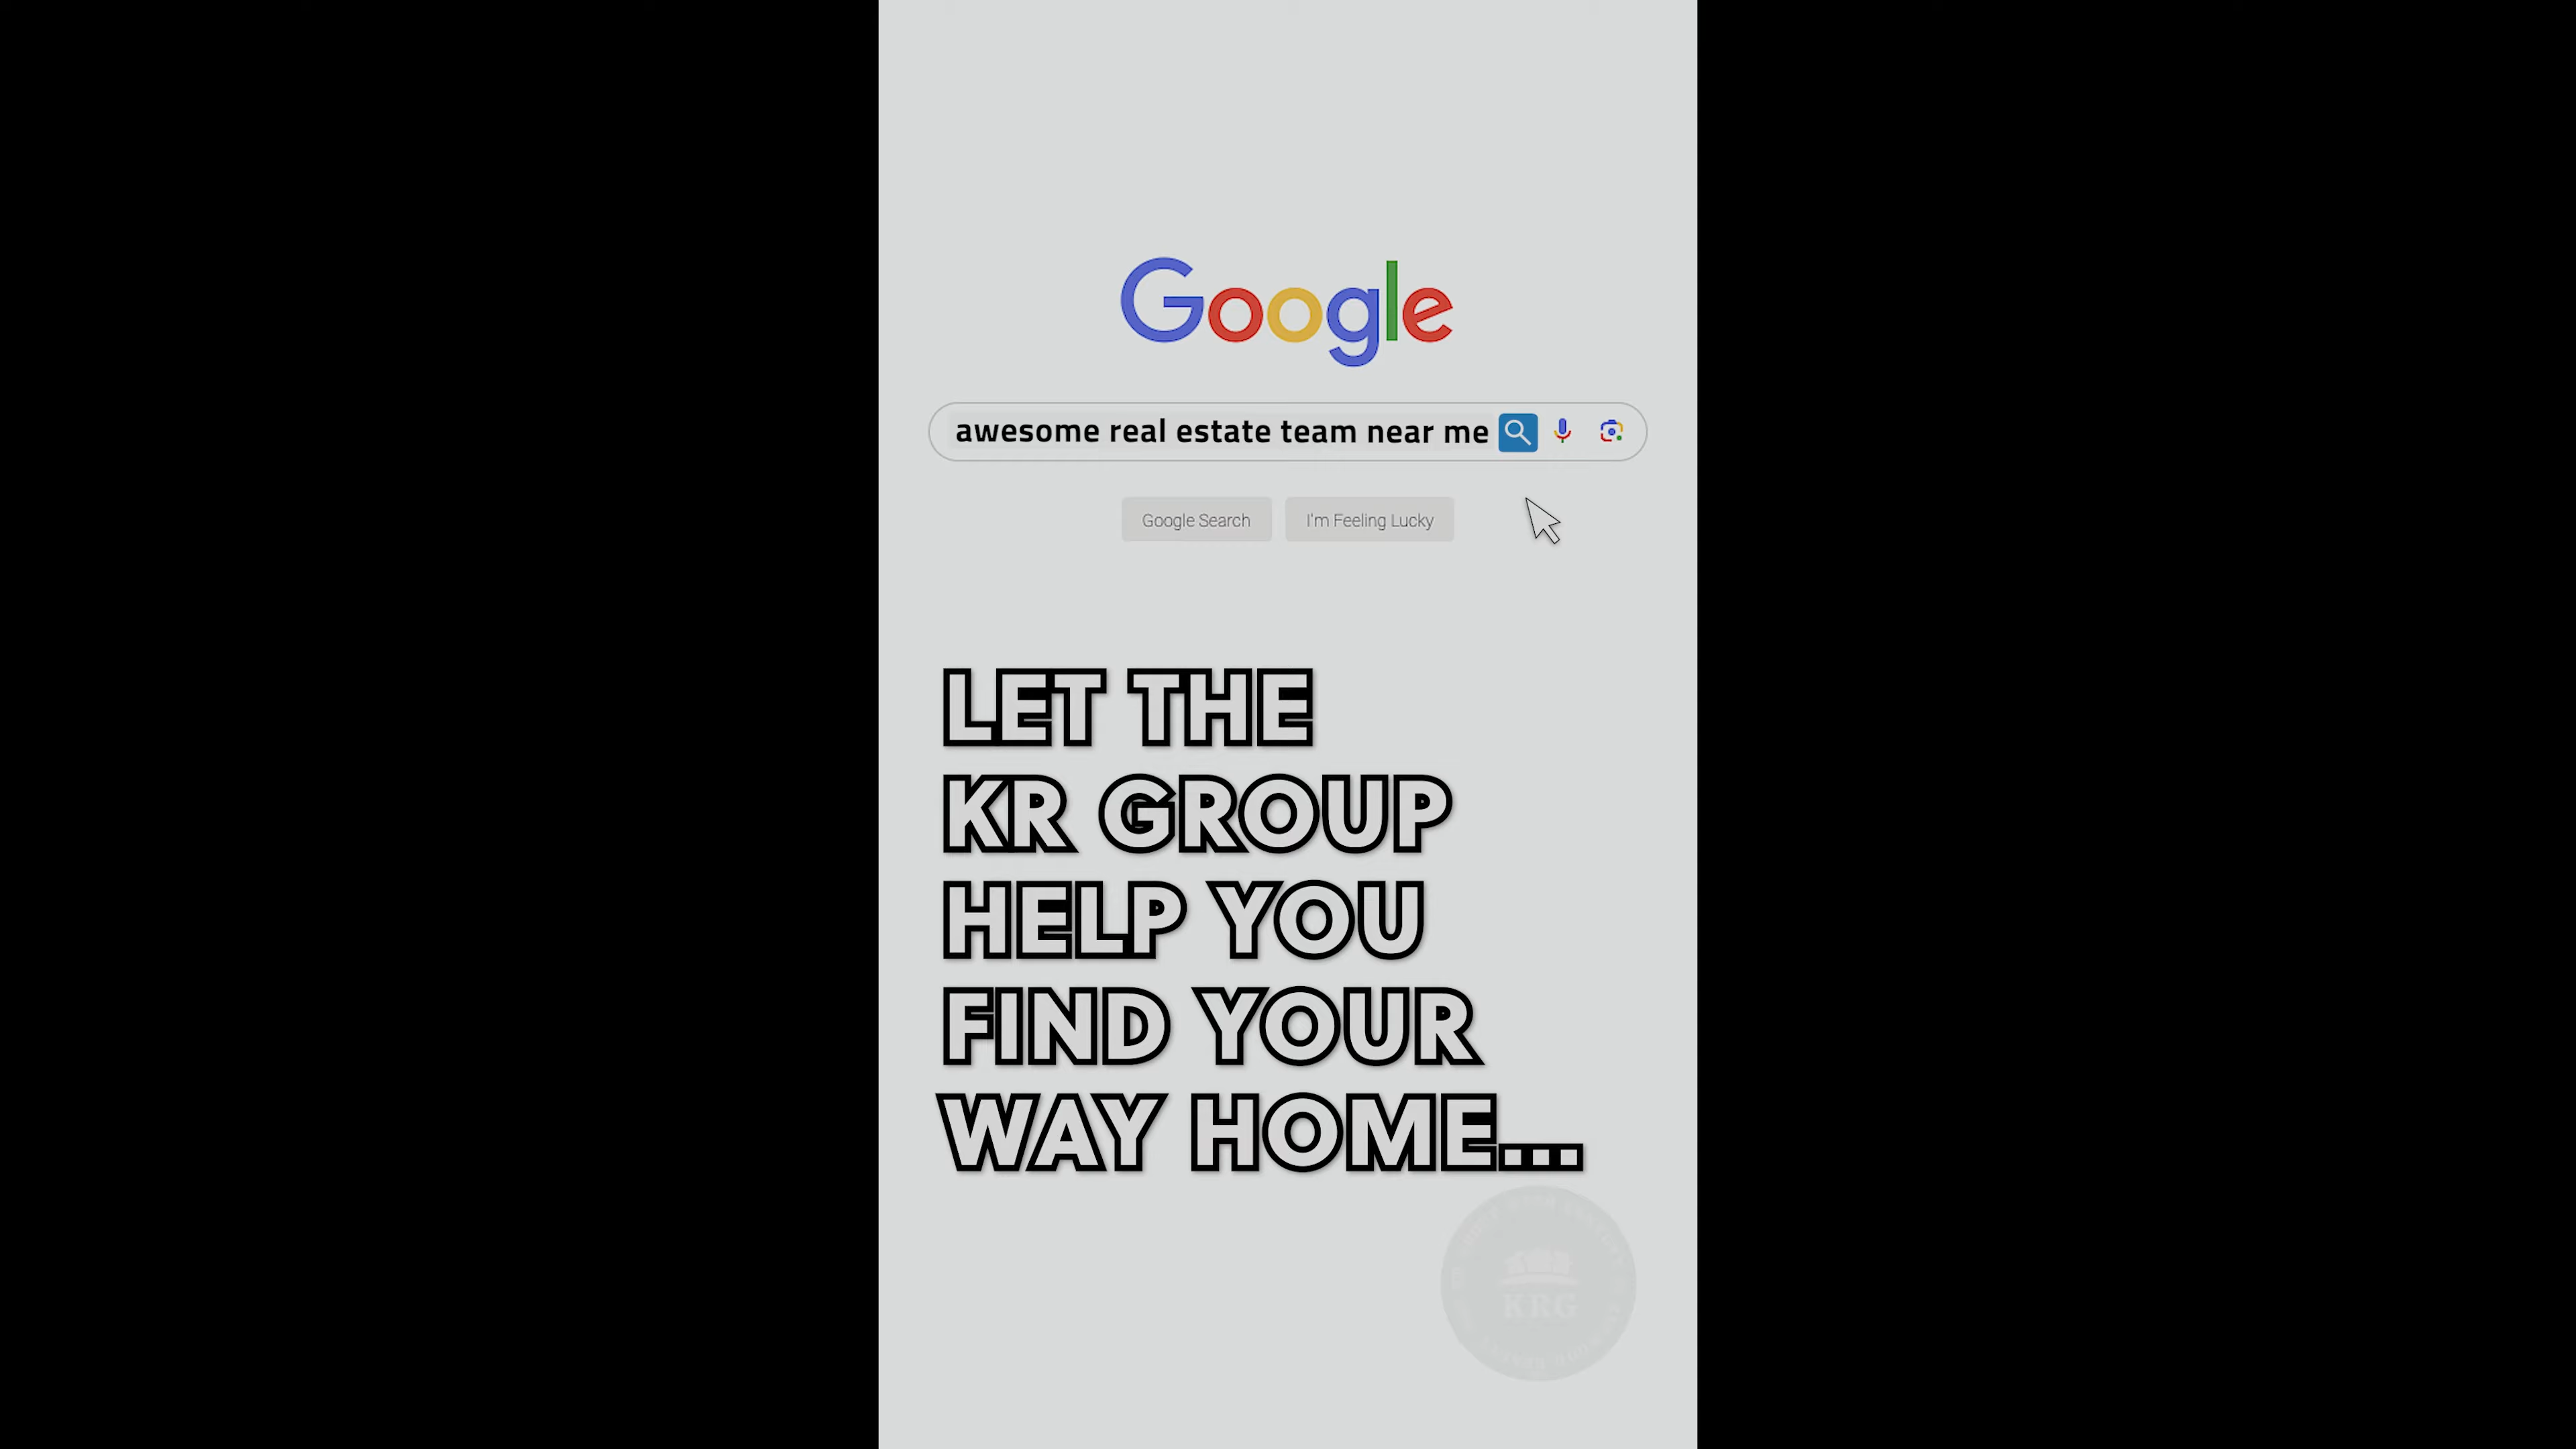 Google
awesome real estate team near me
Google Search
I'm Feeling Lucky
LET THE
KR GROUP
HELP YOU
FIND YOUR
WAY HOME...
KRG